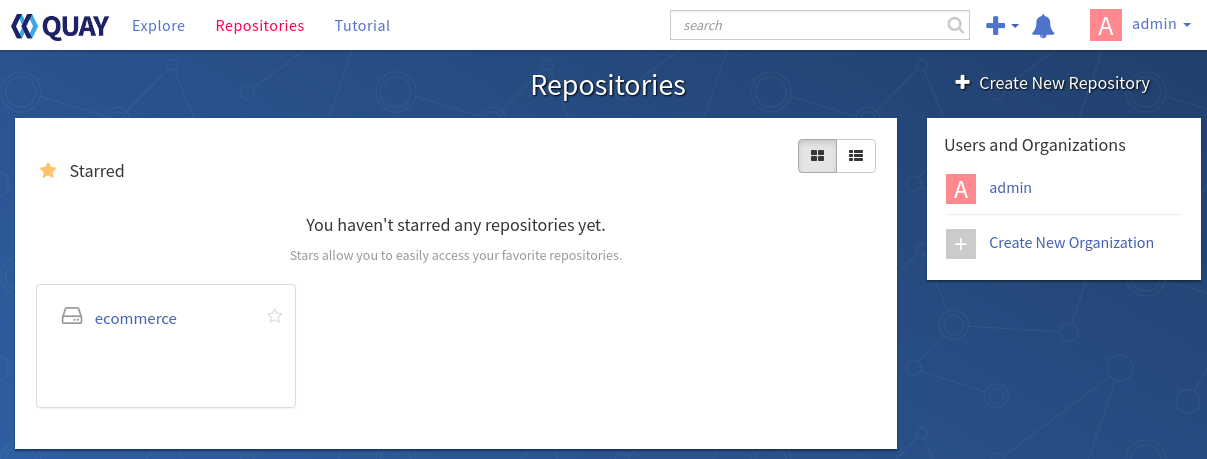 QUAY Explore Repositories Tutorial search A admin
Repositories
Create New Repository
Starred
You haven't starred any repositories yet.
Stars allow you to easily access your favorite repositories.
ecommerce
Users and Organizations
A admin
Create New Organization